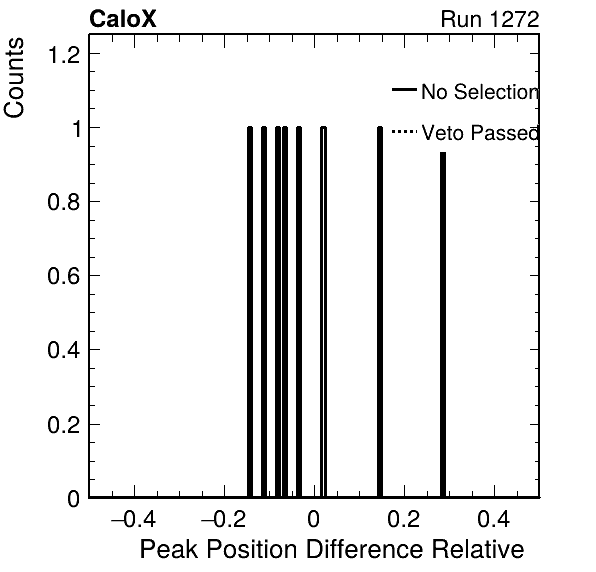 CaloX
Run 1272
Counts
1.2
1
0.8
0.6
0.4
0.2
0
No Selection
Veto Passed
−0.4
−0.2
0
0.2
0.4
Peak Position Difference Relative